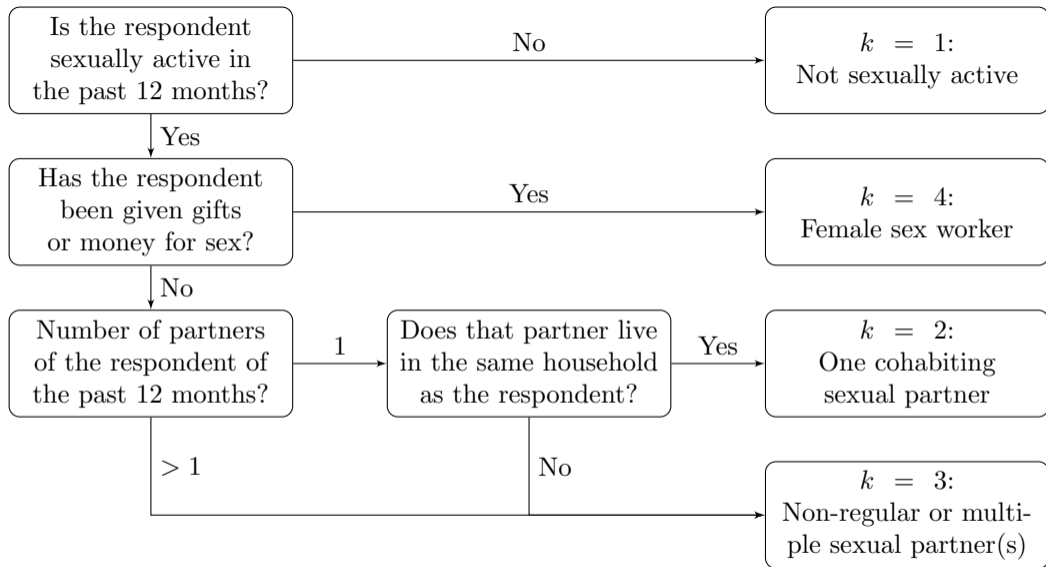 Is the respondent
sexually active in
the past 12 months?
No
k = 1:
Not sexually active
Yes
Has the respondent
been given gifts
or money for sex?
Yes
k = 4:
Female sex worker
No
Number of partners
of the respondent of
the past 12 months?
1
Does that partner live
in the same household
as the respondent?
Yes
k = 2:
One cohabiting
sexual partner
> 1
No
k = 3:
Non-regular or multi-
ple sexual partner(s)